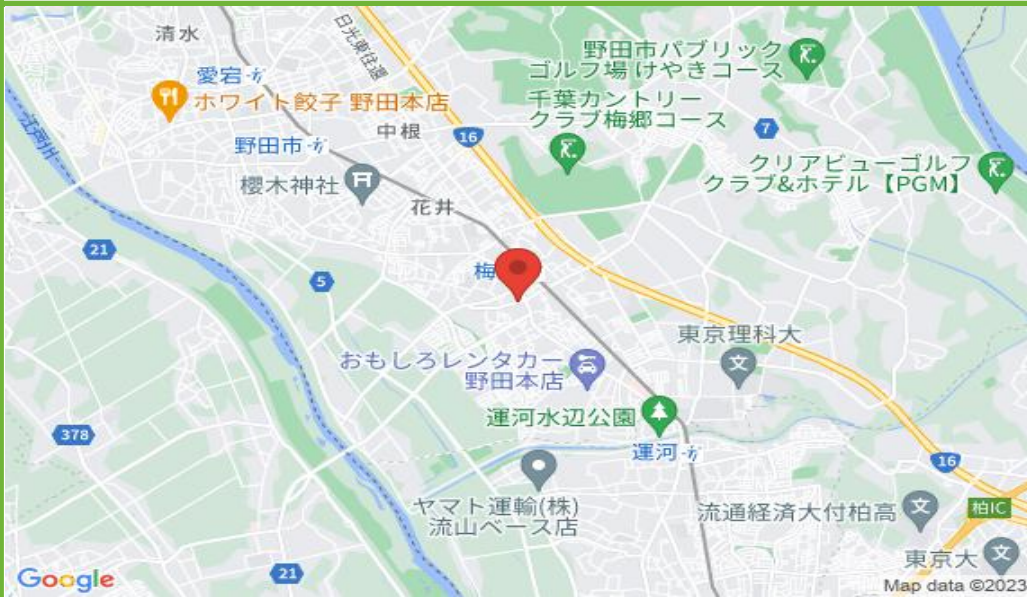 清水
日光東往還
野田市パブリック
ゴルフ場 けやきコース
愛宕
ホワイト餃子 野田本店
千葉カントリー
クラブ梅郷コース
江戸川
中根
16
7
野田市
櫻木神社
クリアビューゴルフ
クラブ&ホテル【PGM】
花井
21
5
梅
東京理科大
おもしろレンタカー
野田本店
運河水辺公園
378
運河
16
ヤマト運輸(株)
流山ベース店
流通経済大付柏高
柏IC
東京大
21
Google
Map data ©2023